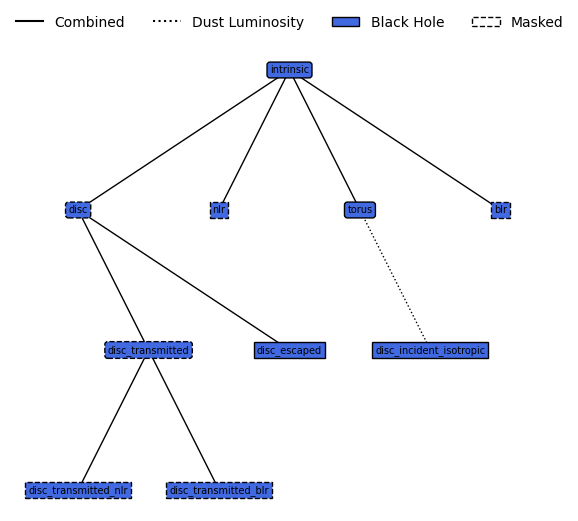 Combined Dust Luminosity Black Hole Masked
intrinsic
disc nlr torus blr
disc_transmitted disc_escaped disc_incident_isotropic
disc_transmitted_nlr disc_transmitted_blr